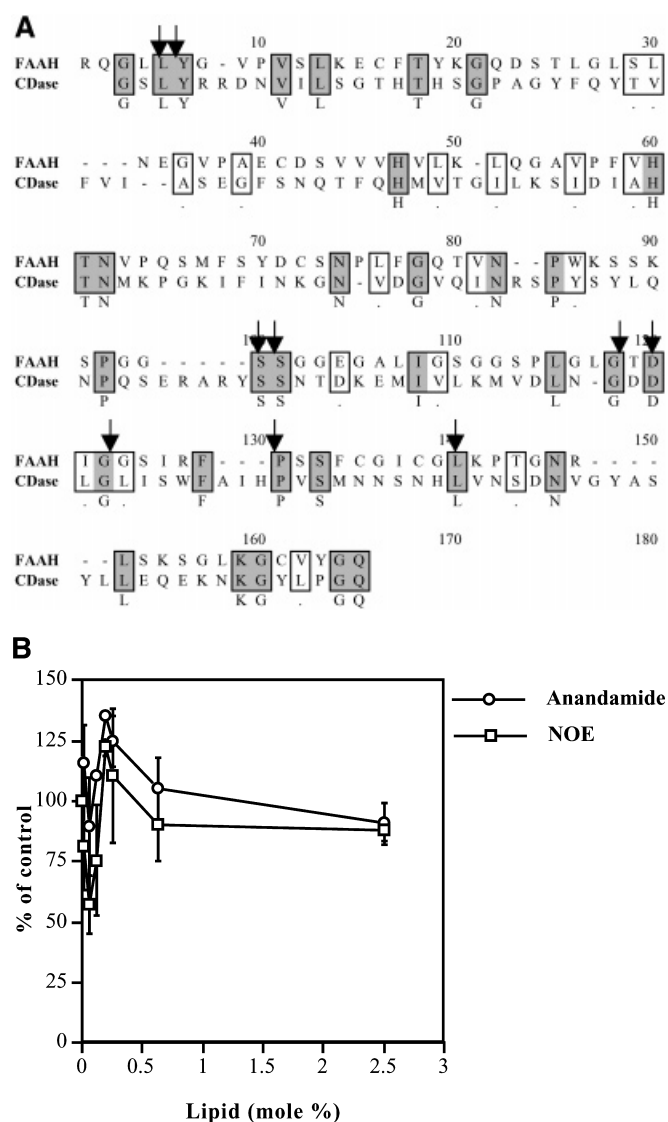 A
10 20 30
FAAH R Q G L L Y G - V P V S L K E C F T Y K G Q D S T L G L S L
CDase G S L Y R R D N V I L S G T H T H S G P A G Y F Q Y T V
G L Y V L T G . .
40 50 60
FAAH - - - N E G V P A E C D S V V V H V L K - L Q G A V P F V H
CDase F V I - - A S E G F S N Q T F Q H M V T G I L K S I D I A H
. . H . . . . H
70 80 90
FAAH T N V P Q S M F S Y D C S N P L F G Q T V N - - P W K S S K
CDase T N M K P G K I F I N K G N - V D G V Q I N R S P Y S Y L Q
T N N . G . N P .
110
FAAH S P G G - - - - - S S G G E G A L I G S G G S P L G L G T D
CDase N P Q S E R A R Y S S N T D K E M I V L K M V D L N - G D D
P S S . I . L G D
130 150
FAAH I G G S I R F - - - P S S F C G I C G L K P T G N R - - - -
CDase L G L I S W F A I H P V S M N N S N H L V N S D N V G Y A S
. G . F P S L . N
160 170 180
FAAH - - L S K S G L K G C V Y G Q
CDase Y L L E Q E K N K G Y L P G Q
L K G . G Q
B
150
125
100
75
50
25
0
% of control
0 0.5 1 1.5 2 2.5 3
Lipid (mole %)
Anandamide
NOE